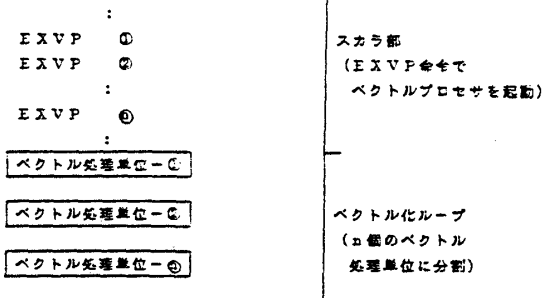 :
EXVP ①
EXVP ②
:
EXVP ⓝ
:
ベクトル処理単位－①
ベクトル処理単位－②
ベクトル処理単位－ⓝ
スカラ部
(EXVP命令で
ベクトルプロセサを起動)
ベクトル化ループ
(n個のベクトル
処理単位に分割)